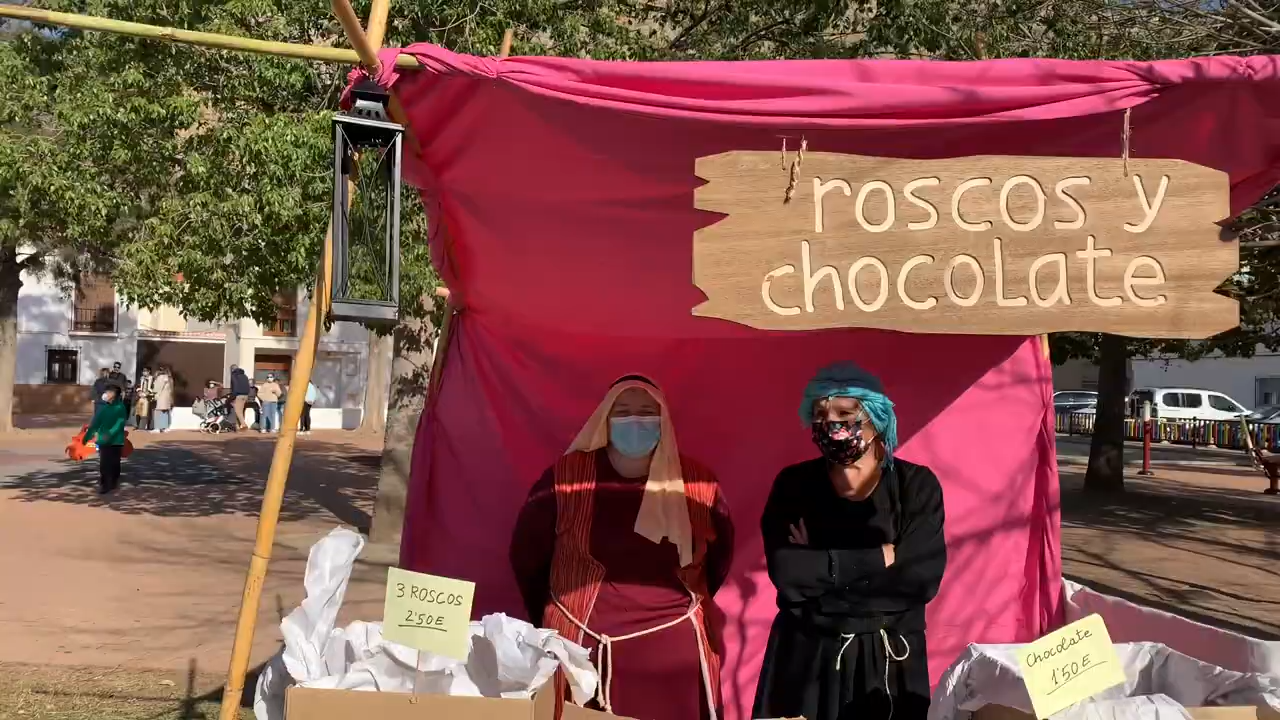 roscos y
chocolate
3 ROSCOS
2'50E
Chocolate
1'50E